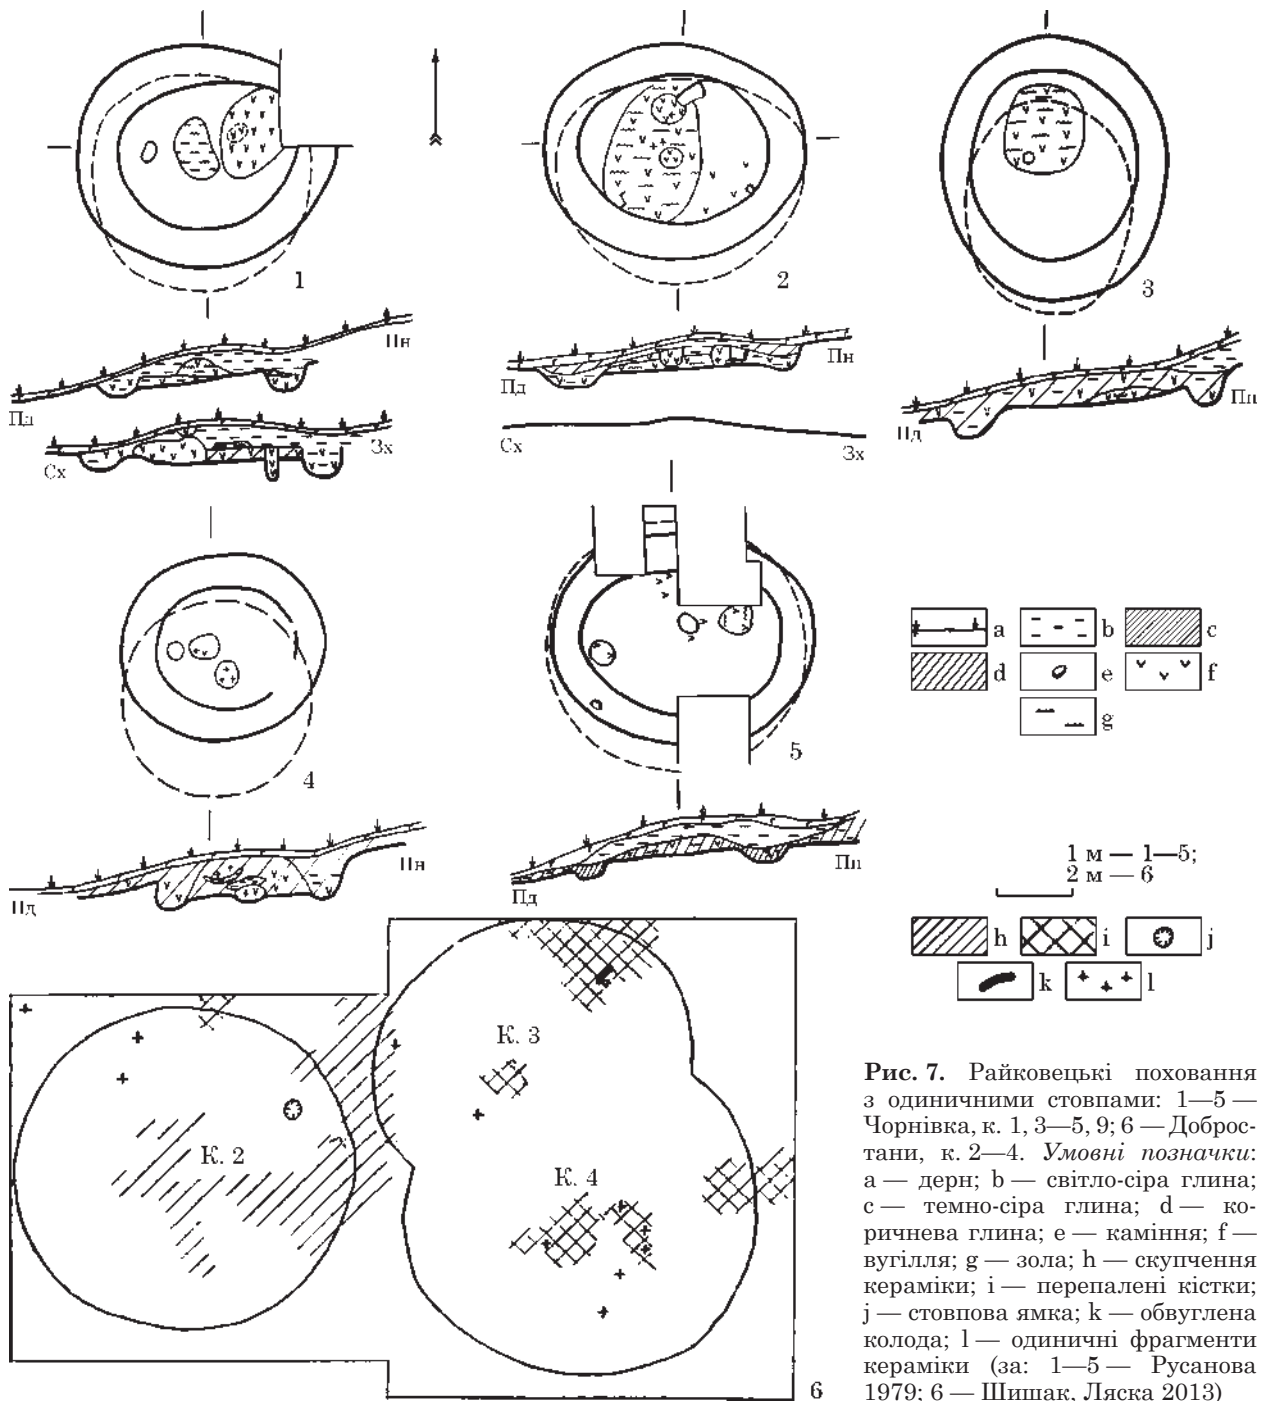 1
2
3
Пн
Пд
Сх
Зх
Пн
Пд
Сх
Зх
Пн
Пд
4
5
Пн
Пд
Пн
Пд
a
b
c
d
e
f
g
1 м — 1—5;
2 м — 6
h
i
j
k
l
К. 2
К. 3
К. 4
6
Рис. 7. Райковецькі поховання
з одиничними стовпами: 1—5 —
Чорнівка, к. 1, 3—5, 9; 6 — Доброс-
тани, к. 2—4. Умовні позначки:
a — дерн; b — світло-сіра глина;
c — темно-сіра глина; d — ко-
ричнева глина; e — каміння; f —
вугілля; g — зола; h — скупчення
кераміки; i — перепалені кістки;
j — стовпова ямка; k — обвуглена
колода; l — одиничні фрагменти
кераміки (за: 1—5 — Русанова
1979; 6 — Шишак, Ляска 2013)